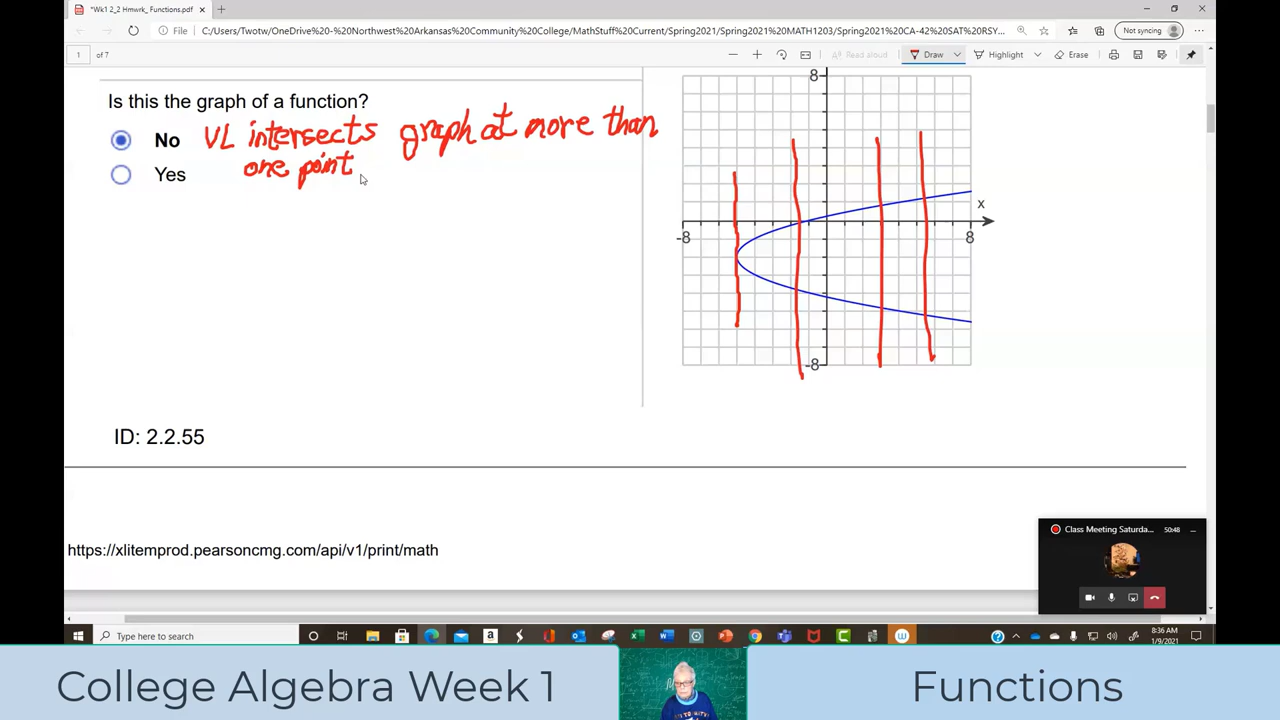 *Wk1 2_2 Hmwrk_ Functions.pdf
File
C:/Users/Twotw/OneDrive%20-%20Northwest%20Arkansas%20Community%20College/MathStuff%20Current/Spring2021/Spring2021%20MATH1203/Spring2021%20CA-42%20SAT%20RSY...
Not syncing
1 of 7
Read aloud
Draw
Highlight
Erase
Is this the graph of a function?
No VL intersects graph at more than
one point
Yes
8
x
-8
8
-8
ID: 2.2.55
https://xlitemprod.pearsoncmg.com/api/v1/print/math
Class Meeting Saturda...
50:48
Type here to search
8:36 AM
1/9/2021
College Algebra Week 1
Functions